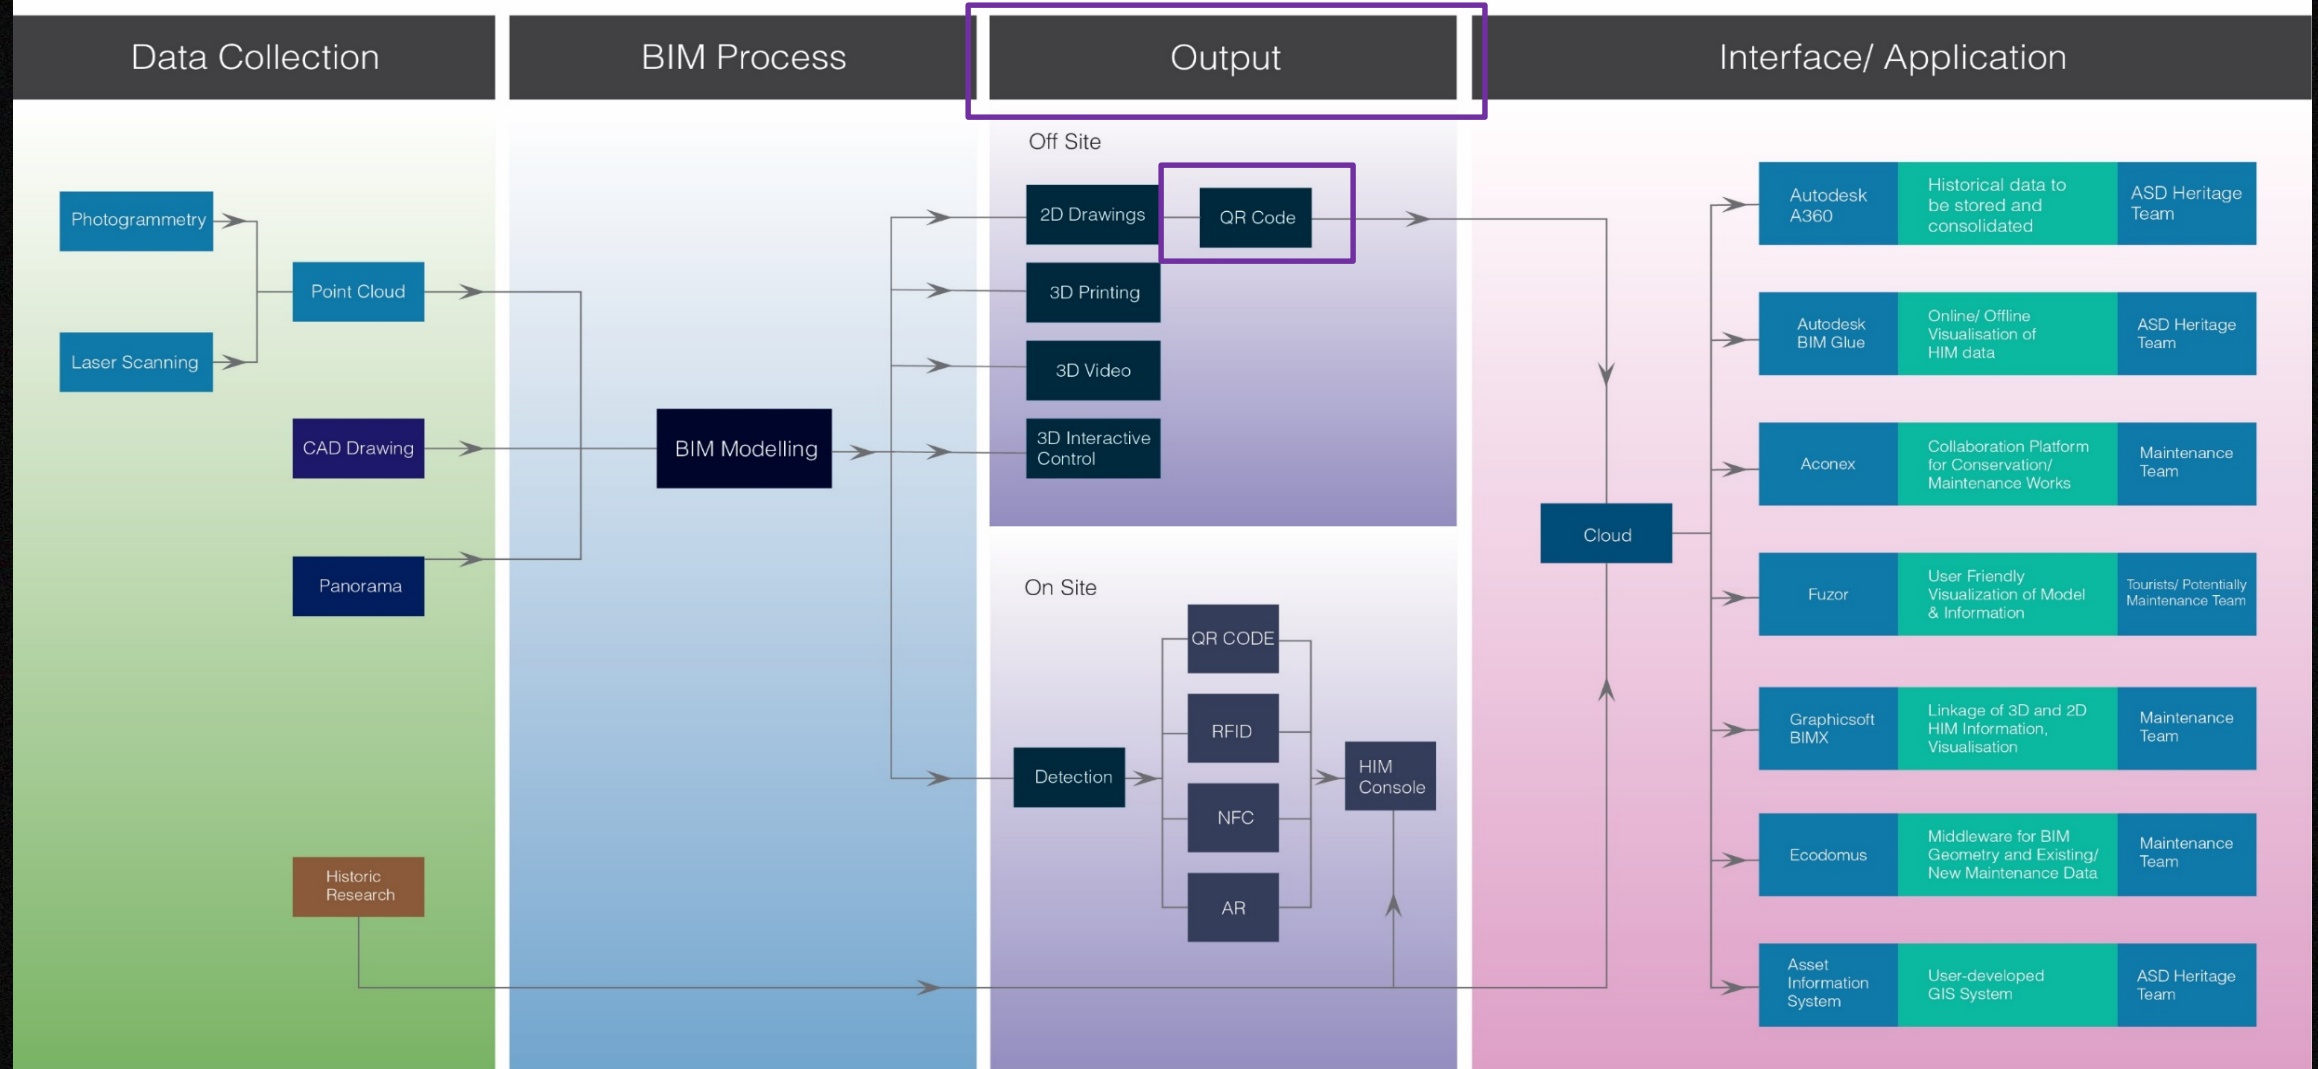 Data Collection
BIM Process
Output
Interface/ Application
Photogrammetry
Laser Scanning
Point Cloud
CAD Drawing
Panorama
Historic
Research
BIM Modelling
Off Site
2D Drawings
QR Code
3D Printing
3D Video
3D Interactive
Control
On Site
Detection
QR CODE
RFID
NFC
AR
HIM
Console
Cloud
Autodesk
A360
Historical data to
be stored and
consolidated
ASD Heritage
Team
Autodesk
BIM Glue
Online/ Offline
Visualisation of
HIM data
ASD Heritage
Team
Aconex
Collaboration Platform
for Conservation/
Maintenance Works
Maintenance
Team
Fuzor
User Friendly
Visualization of Model
& Information
Tourists/ Potentially
Maintenance Team
Graphicsoft
BIMX
Linkage of 3D and 2D
HIM Information,
Visualisation
Maintenance
Team
Ecodomus
Middleware for BIM
Geometry and Existing/
New Maintenance Data
Maintenance
Team
Asset
Information
System
User-developed
GIS System
ASD Heritage
Team